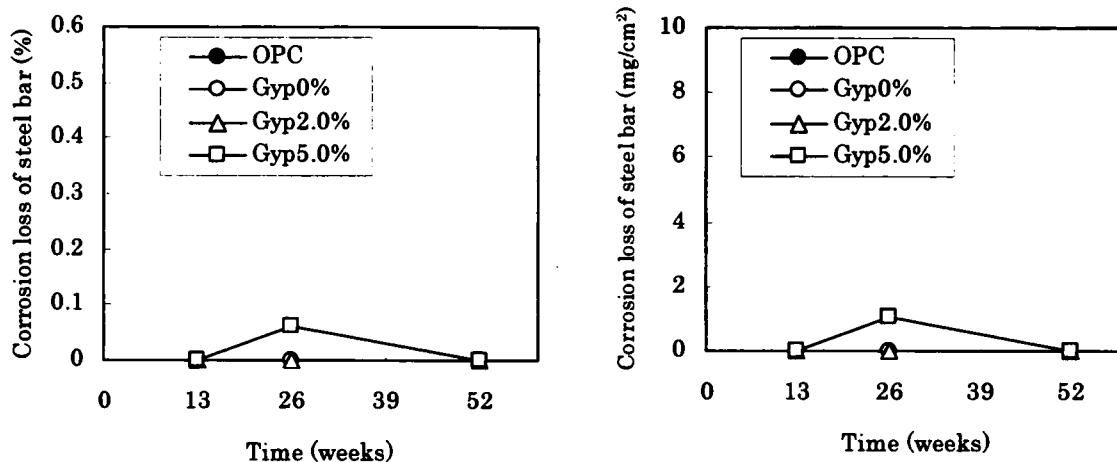 Corrosion loss of steel bar (%)
0.6
0.5
0.4
0.3
0.2
0.1
0
OPC
Gyp0%
Gyp2.0%
Gyp5.0%
0 13 26 39 52
Time (weeks)
Corrosion loss of steel bar (mg/cm²)
10
8
6
4
2
0
OPC
Gyp0%
Gyp2.0%
Gyp5.0%
0 13 26 39 52
Time (weeks)